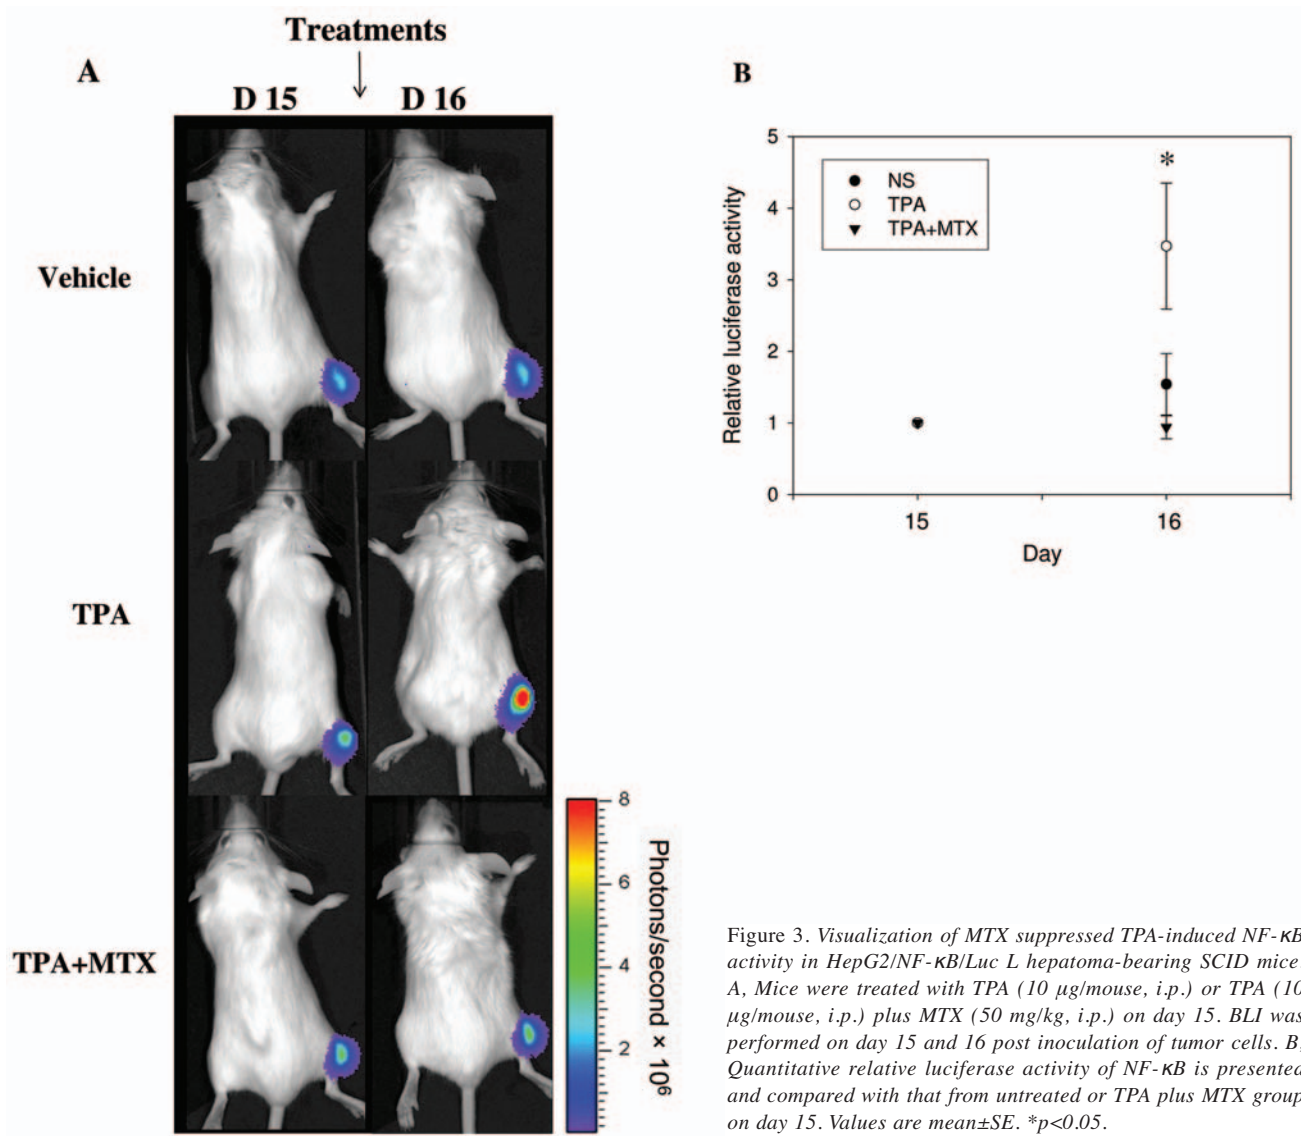 Treatments
A
D 15
D 16
Vehicle
TPA
TPA+MTX
8
6
4
2
Photons/second × 10⁶
B
5
4
3
2
1
0
Relative luciferase activity
NS
TPA
TPA+MTX
*
15
16
Day
Figure 3. Visualization of MTX suppressed TPA-induced NF-κB
activity in HepG2/NF-κB/Luc L hepatoma-bearing SCID mice.
A, Mice were treated with TPA (10 μg/mouse, i.p.) or TPA (10
μg/mouse, i.p.) plus MTX (50 mg/kg, i.p.) on day 15. BLI was
performed on day 15 and 16 post inoculation of tumor cells. B,
Quantitative relative luciferase activity of NF-κB is presented
and compared with that from untreated or TPA plus MTX group
on day 15. Values are mean±SE. *p<0.05.